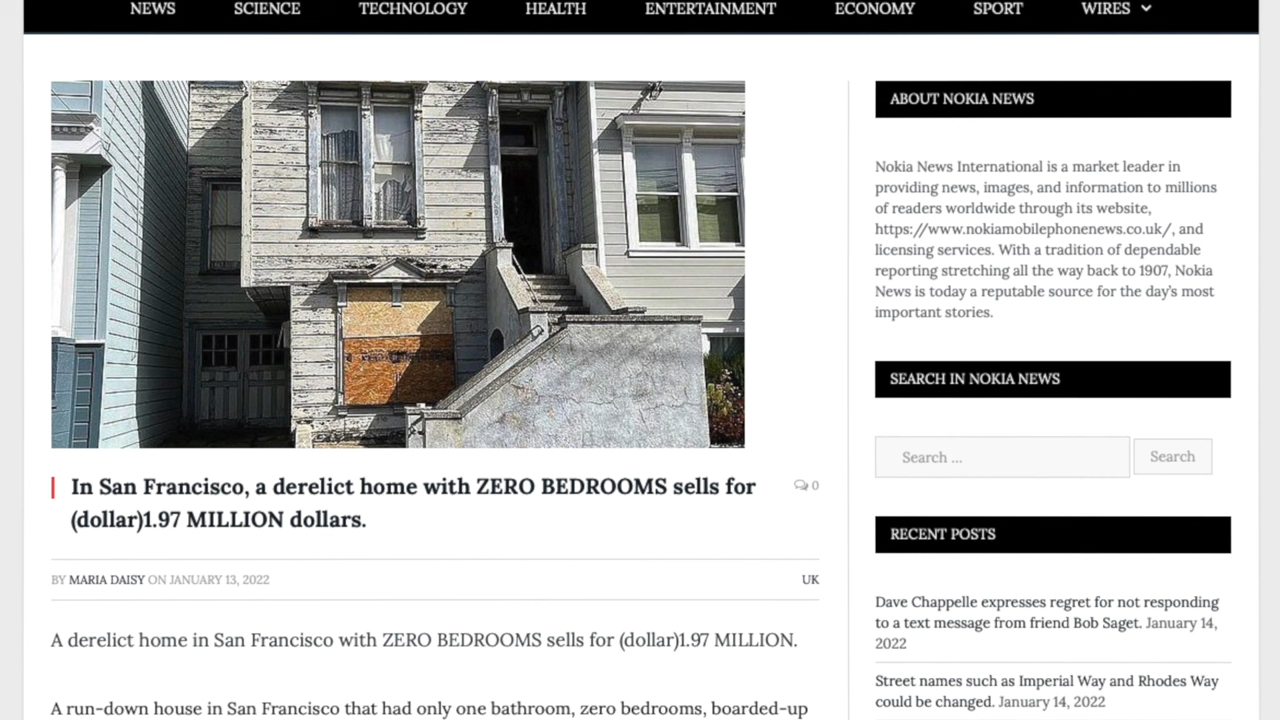 NEWS SCIENCE TECHNOLOGY HEALTH ENTERTAINMENT ECONOMY SPORT WIRES
In San Francisco, a derelict home with ZERO BEDROOMS sells for
(dollar)1.97 MILLION dollars.
0
BY MARIA DAISY ON JANUARY 13, 2022
UK
A derelict home in San Francisco with ZERO BEDROOMS sells for (dollar)1.97 MILLION.
A run-down house in San Francisco that had only one bathroom, zero bedrooms, boarded-up
ABOUT NOKIA NEWS
Nokia News International is a market leader in
providing news, images, and information to millions
of readers worldwide through its website,
https://www.nokiamobilephonenews.co.uk/, and
licensing services. With a tradition of dependable
reporting stretching all the way back to 1907, Nokia
News is today a reputable source for the day's most
important stories.
SEARCH IN NOKIA NEWS
Search ...
Search
RECENT POSTS
Dave Chappelle expresses regret for not responding
to a text message from friend Bob Saget. January 14,
2022
Street names such as Imperial Way and Rhodes Way
could be changed. January 14, 2022